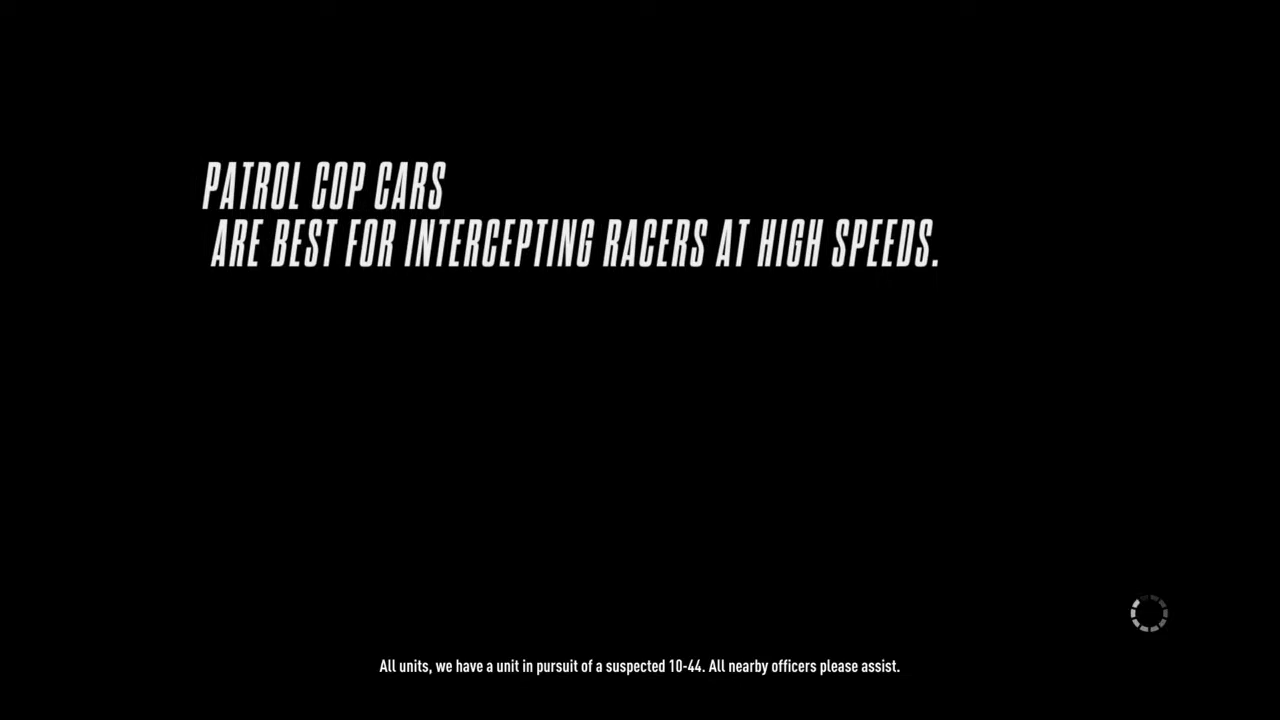 PATROL COP CARS
ARE BEST FOR INTERCEPTING RACERS AT HIGH SPEEDS.
All units, we have a unit in pursuit of a suspected 10-44. All nearby officers please assist.